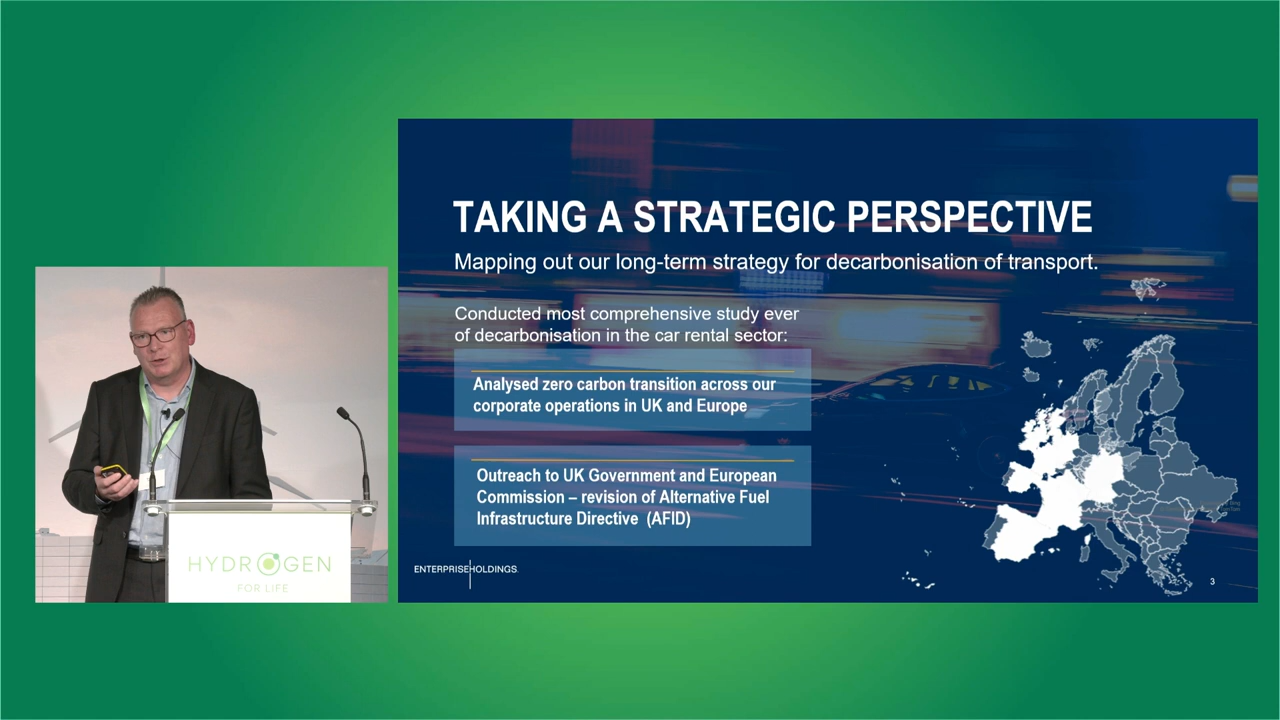 TAKING A STRATEGIC PERSPECTIVE
Mapping out our long-term strategy for decarbonisation of transport.
Conducted most comprehensive study ever
of decarbonisation in the car rental sector:
Analysed zero carbon transition across our
corporate operations in UK and Europe
Outreach to UK Government and European
Commission – revision of Alternative Fuel
Infrastructure Directive (AFID)
ENTERPRISE HOLDINGS.
3
HYDROGEN
FOR LIFE